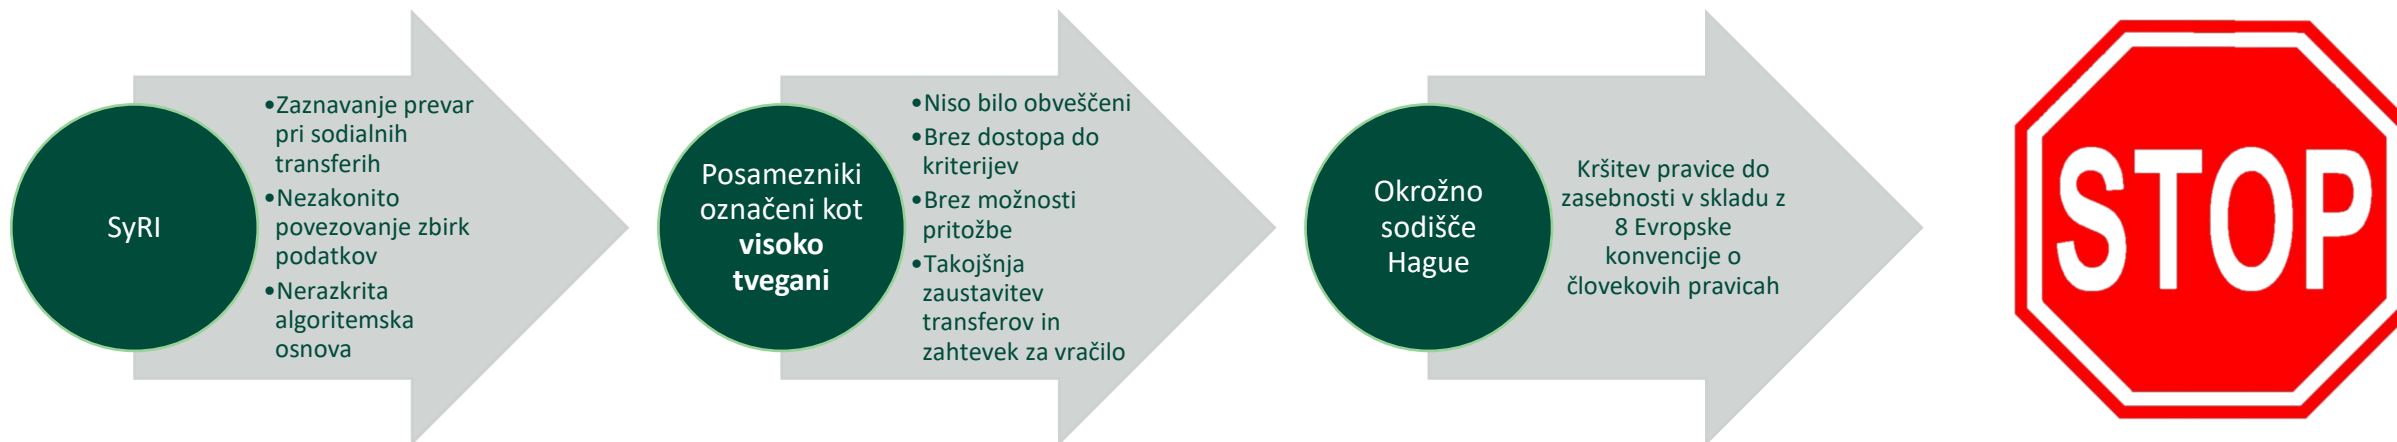 SyRI
•Zaznavanje prevar
pri sodialnih
transferih
•Nezakonito
povezovanje zbirk
podatkov
•Nerazkrita
algoritemska
osnova
Posamezniki
označeni kot
visoko
tvegani
•Niso bilo obveščeni
•Brez dostopa do
kriterijev
•Brez možnosti
pritožbe
•Takojšnja
zaustavitev
transferov in
zahtevek za vračilo
Okrožno
sodišče
Hague
Kršitev pravice do
zasebnosti v skladu z
8 Evropske
konvencije o
človekovih pravicah
STOP